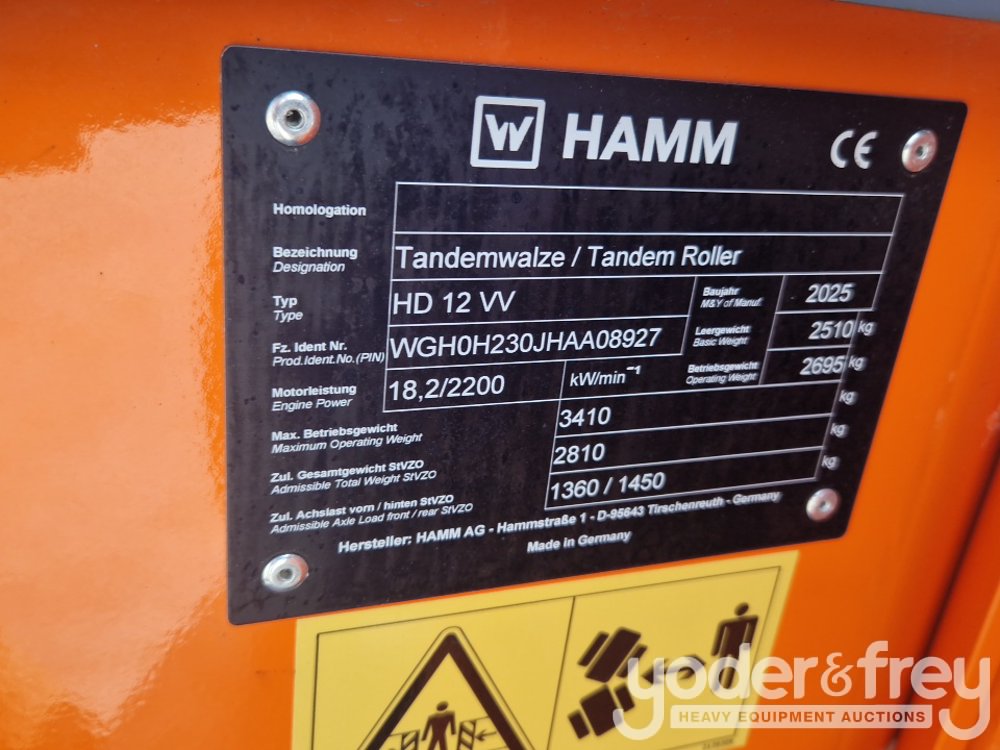 W HAMM CE
Homologation
Bezeichnung
Designation
Tandemwalze / Tandem Roller
Typ
Type
HD 12 VV
Baujahr
M&Y of Manuf.
2025
Fz. Ident Nr.
Prod.Ident.No.(PIN)
WGH0H230JHAA08927
Leergewicht
Basic Weight
2510 kg
Motorleistung
Engine Power
18,2/2200
kW/min⁻¹
Betriebsgewicht
Operating Weight
2695 kg
Max. Betriebsgewicht
Maximum Operating Weight
3410 kg
Zul. Gesamtgewicht StVZO
Admissible Total Weight StVZO
2810 kg
Zul. Achslast vorn / hinten StVZO
Admissible Axle Load front / rear StVZO
1360 / 1450 kg
Hersteller: HAMM AG - Hammstraße 1 - D-95643 Tirschenreuth - Germany
Made in Germany
yoder&frey
HEAVY EQUIPMENT AUCTIONS